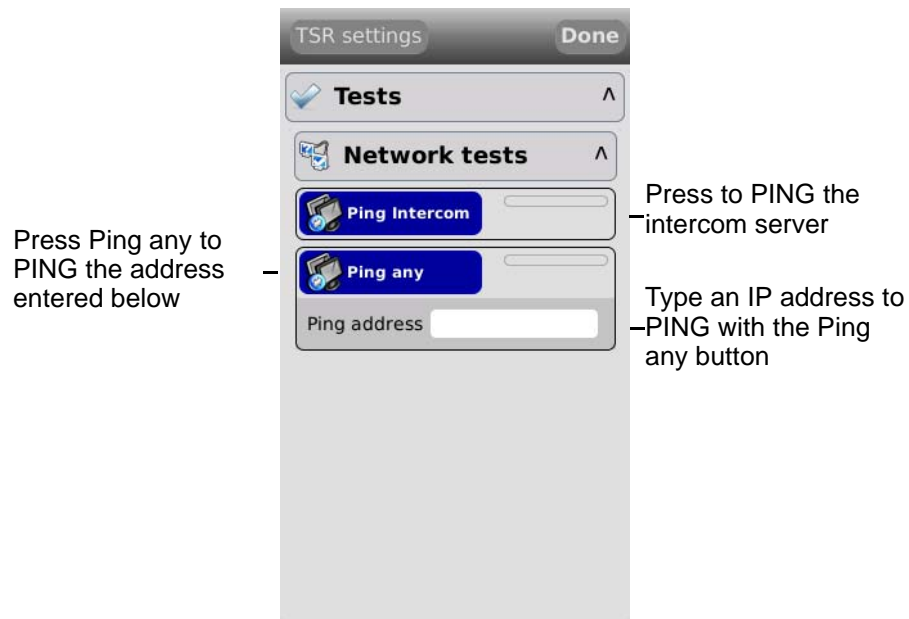 TSR settings Done
Tests ^
Network tests ^
Ping Intercom
Press to PING the
intercom server
Press Ping any to
PING the address
entered below
Ping any
Ping address
Type an IP address to
PING with the Ping
any button